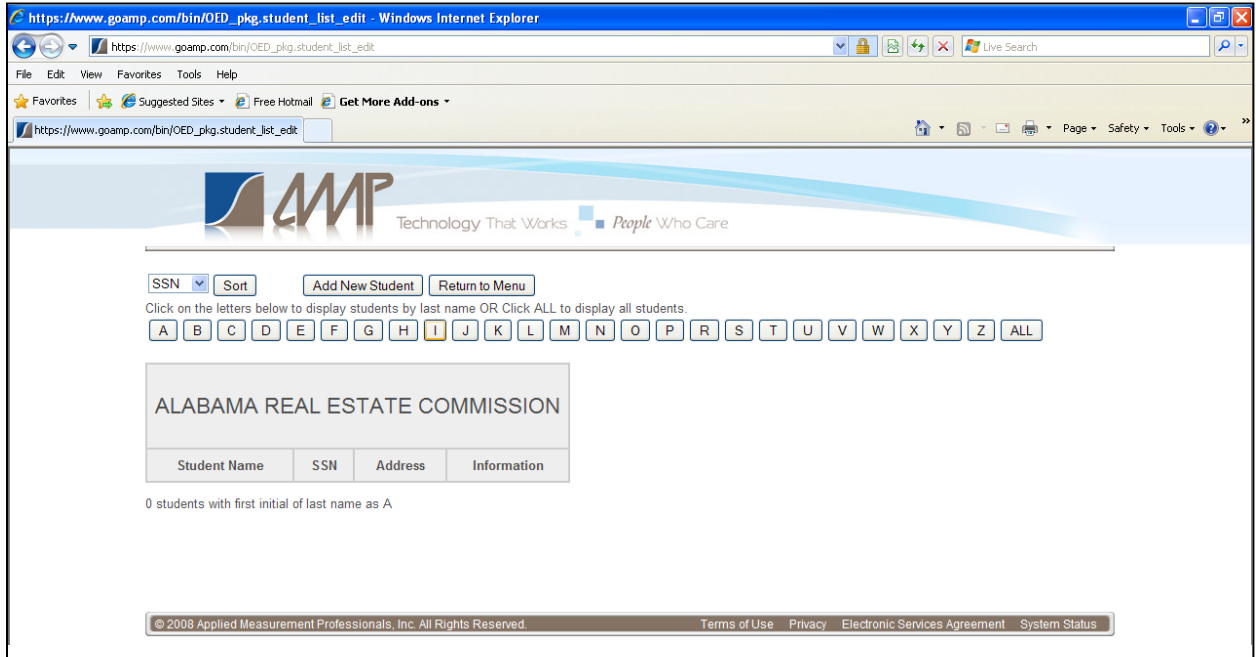 https://www.goamp.com/bin/OED_pkg.student_list_edit - Windows Internet Explorer
https://www.goamp.com/bin/OED_pkg.student_list_edit Live Search
File Edit View Favorites Tools Help
Favorites Suggested Sites Free Hotmail Get More Add-ons
https://www.goamp.com/bin/OED_pkg.student_list_edit Page Safety Tools »
AMP
Technology That Works People Who Care
SSN Sort Add New Student Return to Menu
Click on the letters below to display students by last name OR Click ALL to display all students.
A B C D E F G H I J K L M N O P R S T U V W X Y Z ALL
ALABAMA REAL ESTATE COMMISSION
Student Name SSN Address Information
0 students with first initial of last name as A
© 2008 Applied Measurement Professionals, Inc. All Rights Reserved. Terms of Use Privacy Electronic Services Agreement System Status